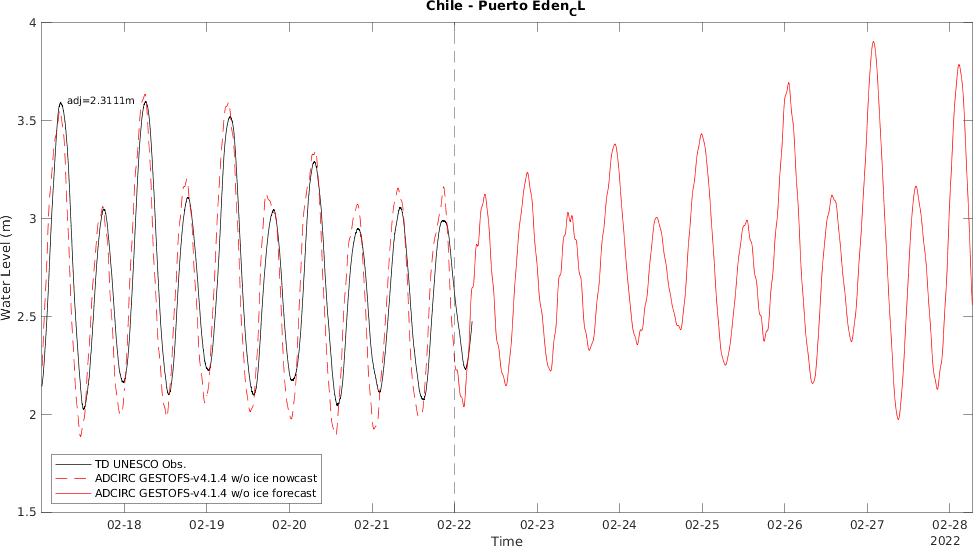 Chile - Puerto Eden_CL
4
adj=2.3111m
3.5
3
Water Level (m)
2.5
2
TD UNESCO Obs.
ADCIRC GESTOFS-v4.1.4 w/o ice nowcast
ADCIRC GESTOFS-v4.1.4 w/o ice forecast
1.5
02-18 02-19 02-20 02-21 02-22 02-23 02-24 02-25 02-26 02-27 02-28
Time 2022